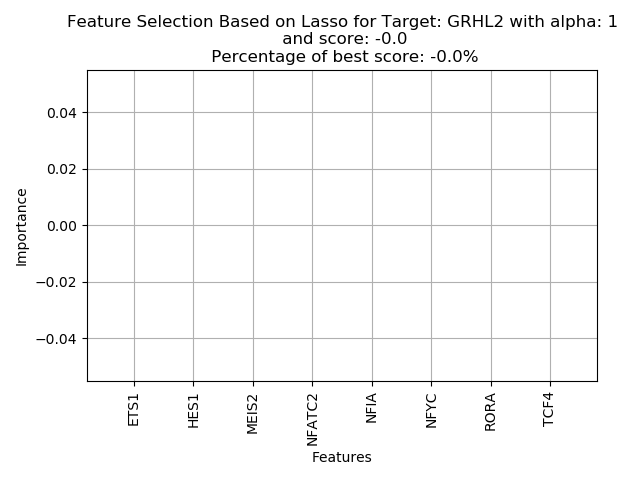 Feature Selection Based on Lasso for Target: GRHL2 with alpha: 1
and score: -0.0
Percentage of best score: -0.0%
0.04
0.02
0.00
−0.02
−0.04
Importance
ETS1
HES1
MEIS2
NFATC2
NFIA
NFYC
RORA
TCF4
Features